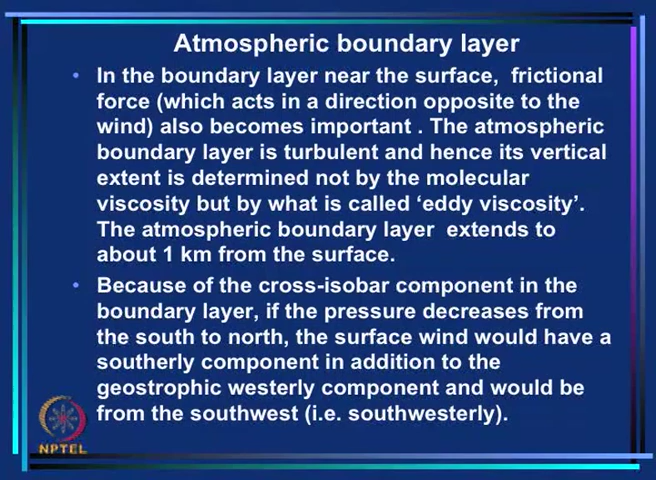 Atmospheric boundary layer
• In the boundary layer near the surface, frictional
force (which acts in a direction opposite to the
wind) also becomes important . The atmospheric
boundary layer is turbulent and hence its vertical
extent is determined not by the molecular
viscosity but by what is called ‘eddy viscosity’.
The atmospheric boundary layer extends to
about 1 km from the surface.
• Because of the cross-isobar component in the
boundary layer, if the pressure decreases from
the south to north, the surface wind would have a
southerly component in addition to the
geostrophic westerly component and would be
from the southwest (i.e. southwesterly).
NPTEL